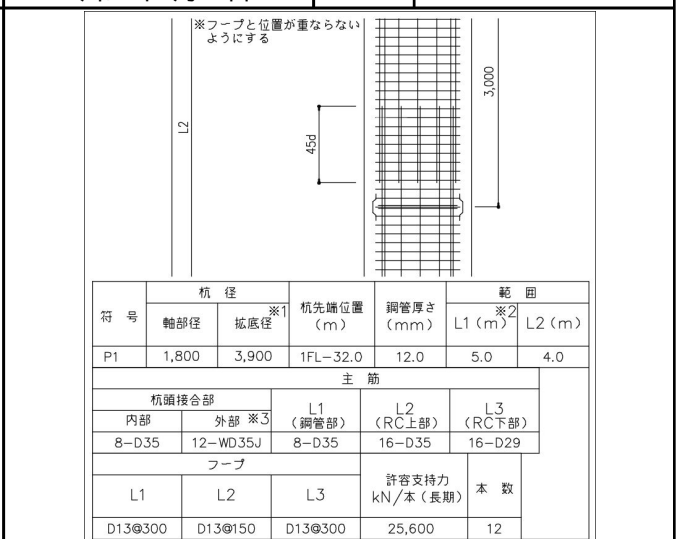 ※フープと位置が重ならない
ようにする
L2
45d
3,000
符 号
杭 径
軸部径
拡底径 ※1
杭先端位置
(m)
鋼管厚さ
(mm)
範 囲
L1(m) ※2
L2(m)
P1 1,800 3,900 1FL-32.0 12.0 5.0 4.0
主 筋
杭頭接合部
内部 外部 ※3
L1
(鋼管部)
L2
(RC上部)
L3
(RC下部)
8-D35 12-WD35J 8-D35 16-D35 16-D29
フープ
L1 L2 L3
許容支持力
kN/本(長期)
本 数
D13@300 D13@150 D13@300 25,600 12